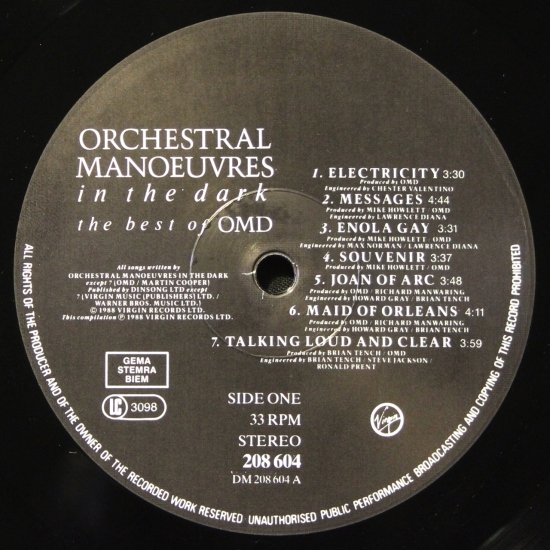 ORCHESTRAL
MANOEUVRES
in the dark
the best of OMD
1. ELECTRICITY 3:30
Produced by OMD
Engineered by CHESTER VALENTINO
2. MESSAGES 4:44
Produced by MIKE HOWLETT / OMD
Engineered by LAWRENCE DIANA
3. ENOLA GAY 3:31
Produced by MIKE HOWLETT / OMD
Engineered by MAX NORMAN / LAWRENCE DIANA
4. SOUVENIR 3:37
Produced by MIKE HOWLETT / OMD
5. JOAN OF ARC 3:48
Produced by OMD / RICHARD MANWARING
Engineered by HOWARD GRAY / BRIAN TENCH
6. MAID OF ORLEANS 4:11
Produced by OMD / RICHARD MANWARING
Engineered by HOWARD GRAY / BRIAN TENCH
7. TALKING LOUD AND CLEAR 3:59
Produced by BRIAN TENCH / OMD
Engineered by BRIAN TENCH / STEVE JACKSON /
RONALD PRENT
All songs written by
ORCHESTRAL MANOEUVRES IN THE DARK
except 7 [OMD / MARTIN COOPER]
Published by DINSONG LTD except
7 [VIRGIN MUSIC [PUBLISHERS] LTD. /
WARNER BROS. MUSIC LTD.]
© 1988 VIRGIN RECORDS LTD.
This compilation ℗ 1988 VIRGIN RECORDS LTD.
GEMA
STEMRA
BIEM
LC 3098
SIDE ONE
33 RPM
STEREO
208 604
DM 208 604 A
Virgin
ALL RIGHTS OF THE PRODUCER AND OF THE OWNER OF THE RECORDED WORK RESERVED UNAUTHORISED PUBLIC PERFORMANCE BROADCASTING AND COPYING OF THIS RECORD PROHIBITED